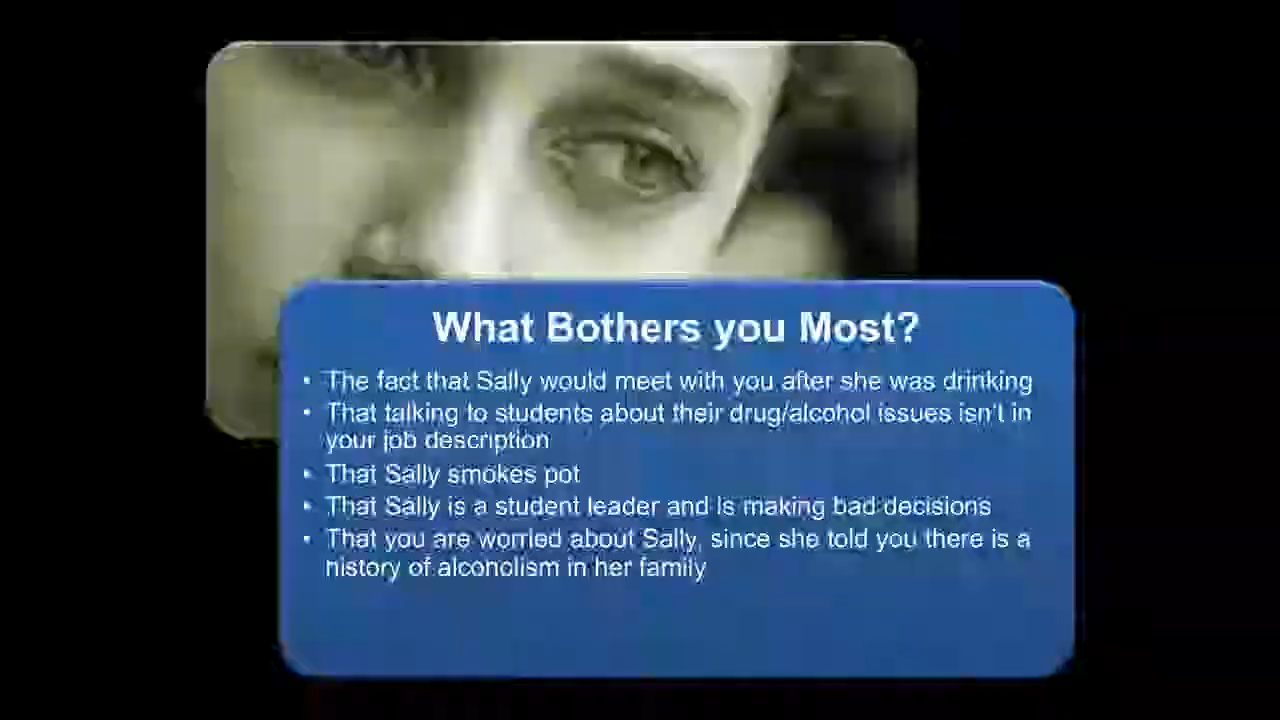 What Bothers you Most?
• The fact that Sally would meet with you after she was drinking
• That talking to students about their drug/alcohol issues isn't in
your job description
• That Sally smokes pot
• That Sally is a student leader and is making bad decisions
• That you are worried about Sally, since she told you there is a
history of alcoholism in her family